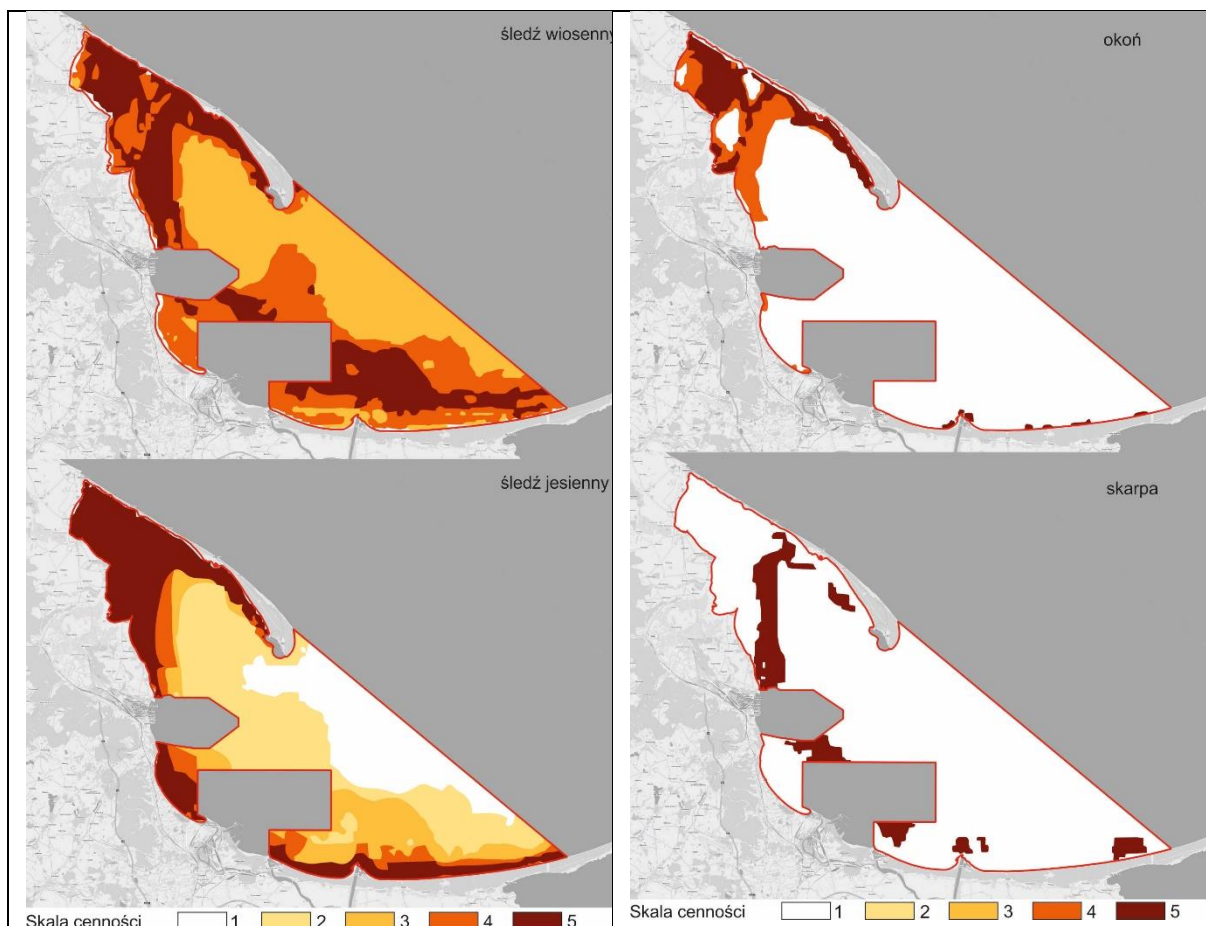 śledź wiosenny
okoń
śledź jesienny
skarpa
Skala cenności 1 2 3 4 5
Skala cenności 1 2 3 4 5